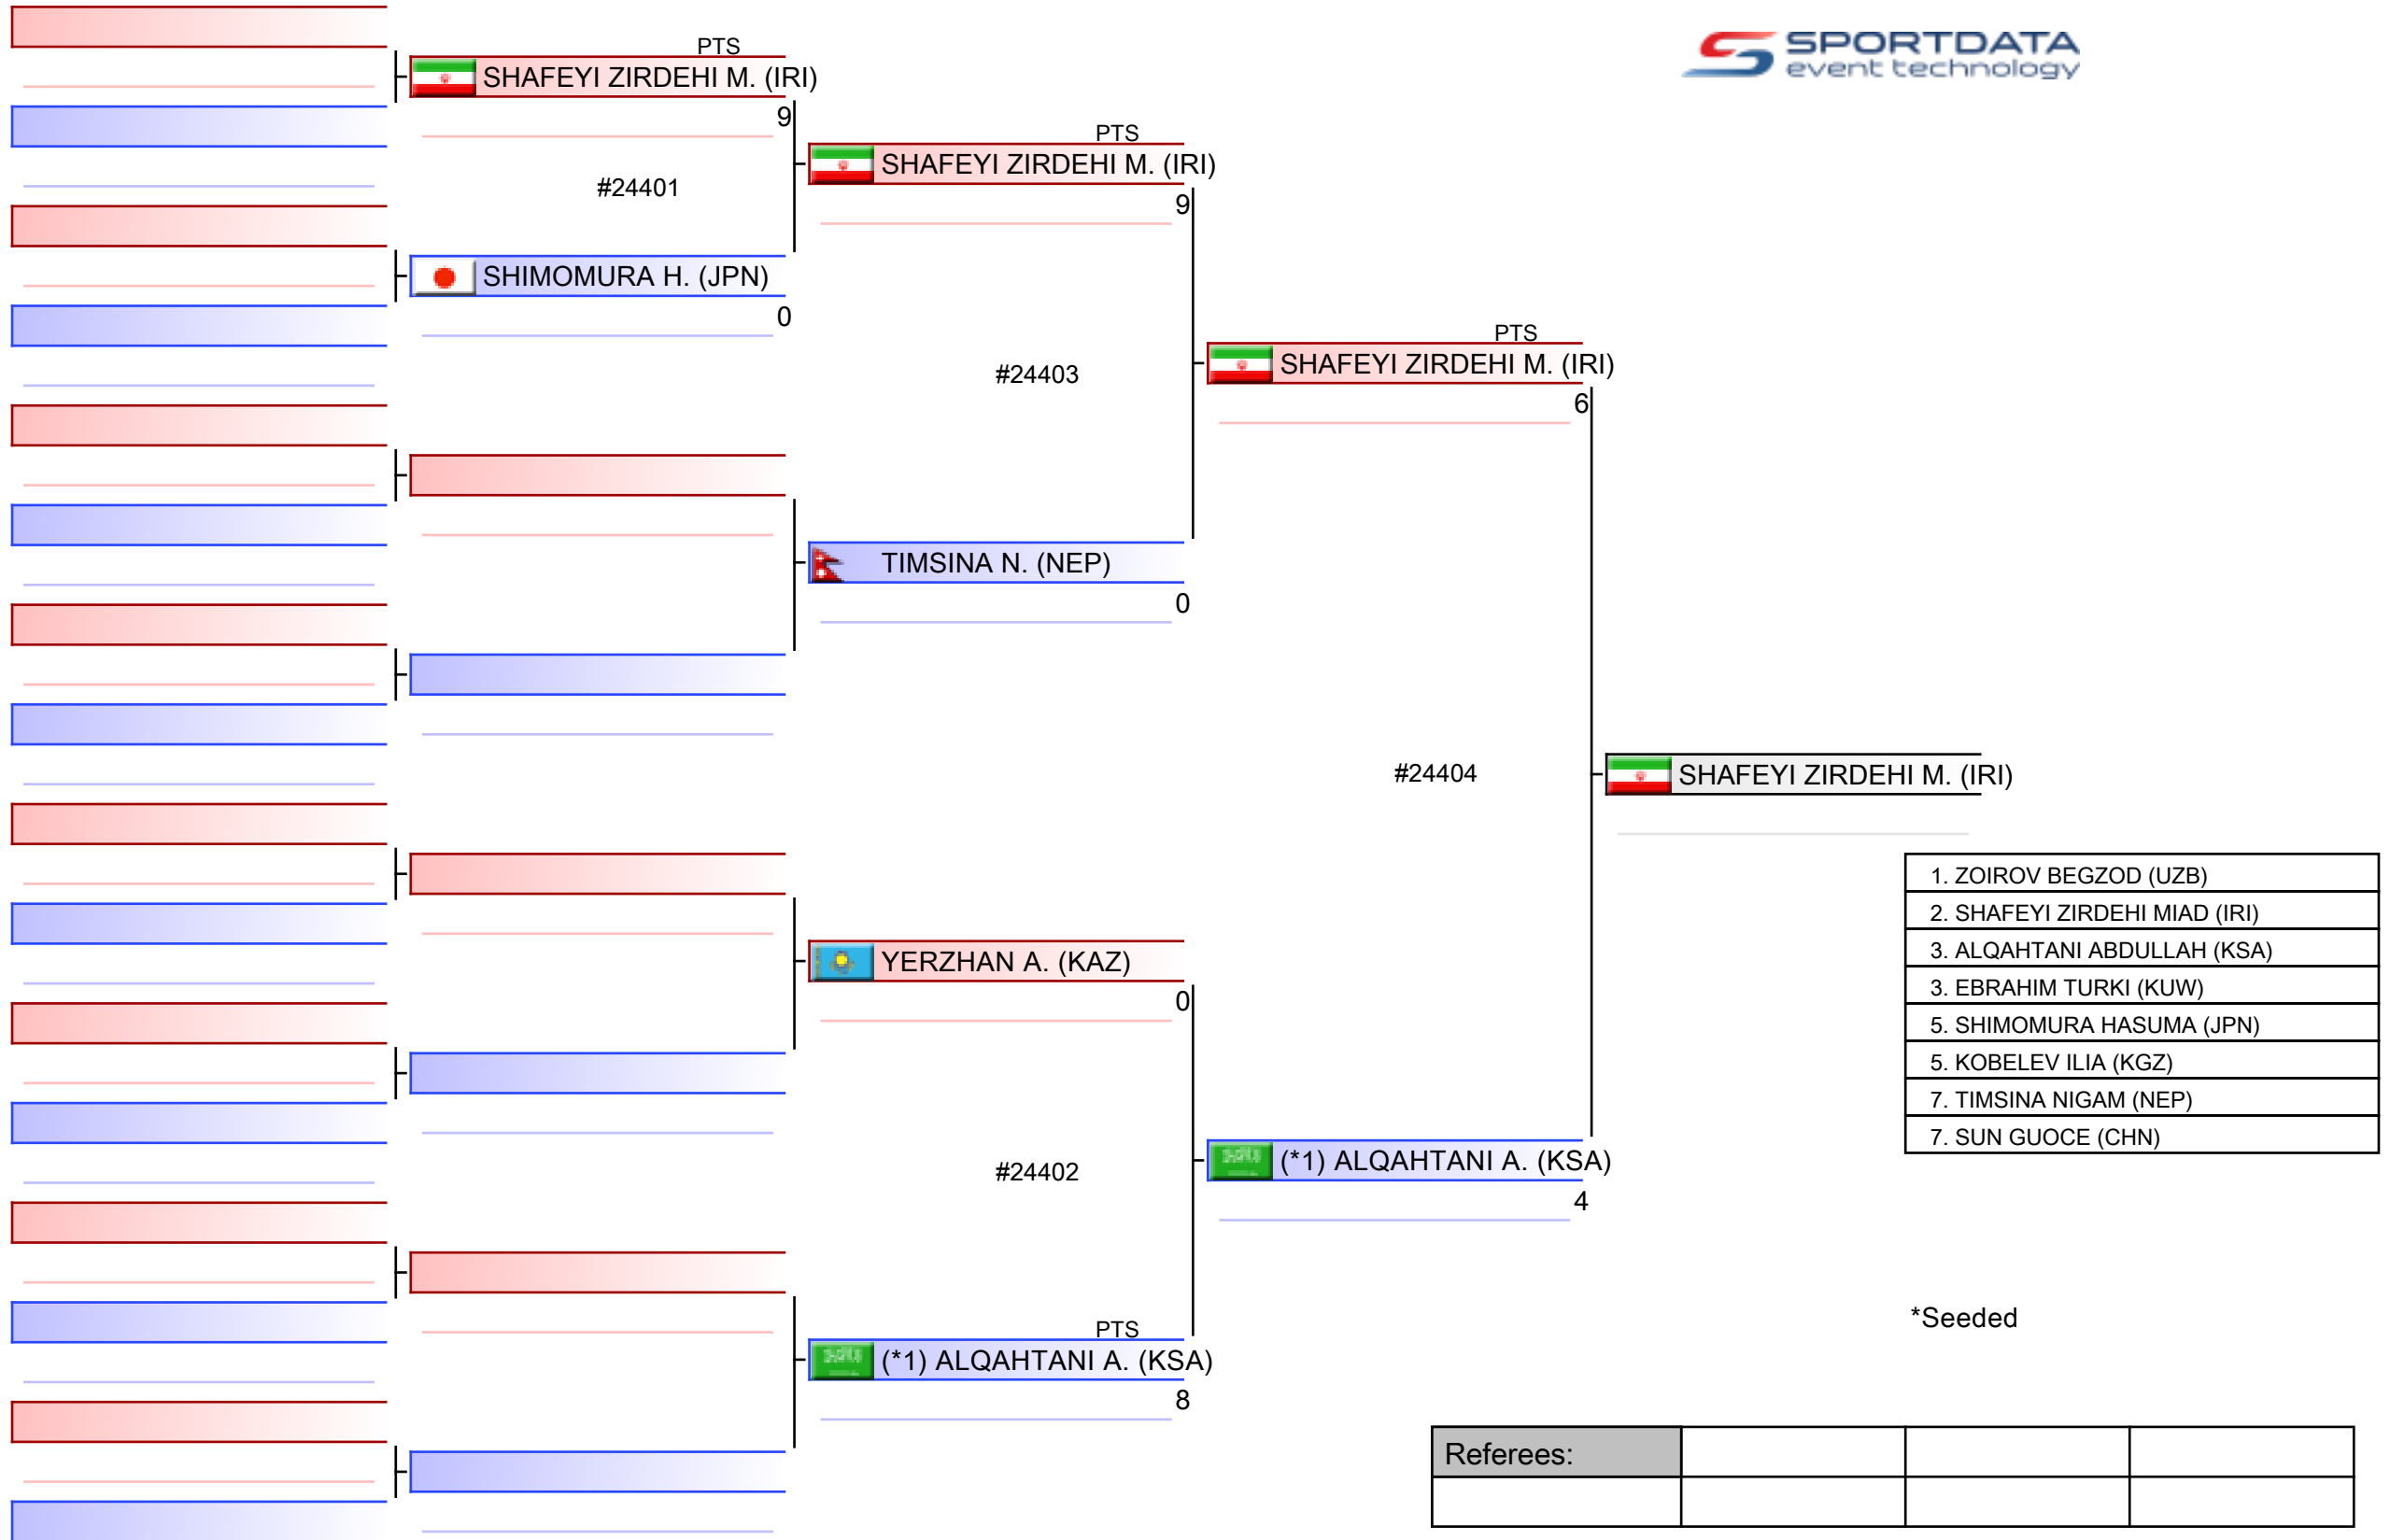 SPORTDATA
event technology
PTS
SHAFEYI ZIRDEHI M. (IRI)
9
#24401
SHIMOMURA H. (JPN)
0
PTS
SHAFEYI ZIRDEHI M. (IRI)
9
#24403
TIMSINA N. (NEP)
0
PTS
SHAFEYI ZIRDEHI M. (IRI)
6
#24404
SHAFEYI ZIRDEHI M. (IRI)
YERZHAN A. (KAZ)
0
#24402
(*1) ALQAHTANI A. (KSA)
4
PTS
(*1) ALQAHTANI A. (KSA)
8
1. ZOIROV BEGZOD (UZB)
2. SHAFEYI ZIRDEHI MIAD (IRI)
3. ALQAHTANI ABDULLAH (KSA)
3. EBRAHIM TURKI (KUW)
5. SHIMOMURA HASUMA (JPN)
5. KOBELEV ILIA (KGZ)
7. TIMSINA NIGAM (NEP)
7. SUN GUOCE (CHN)
*Seeded
Referees: